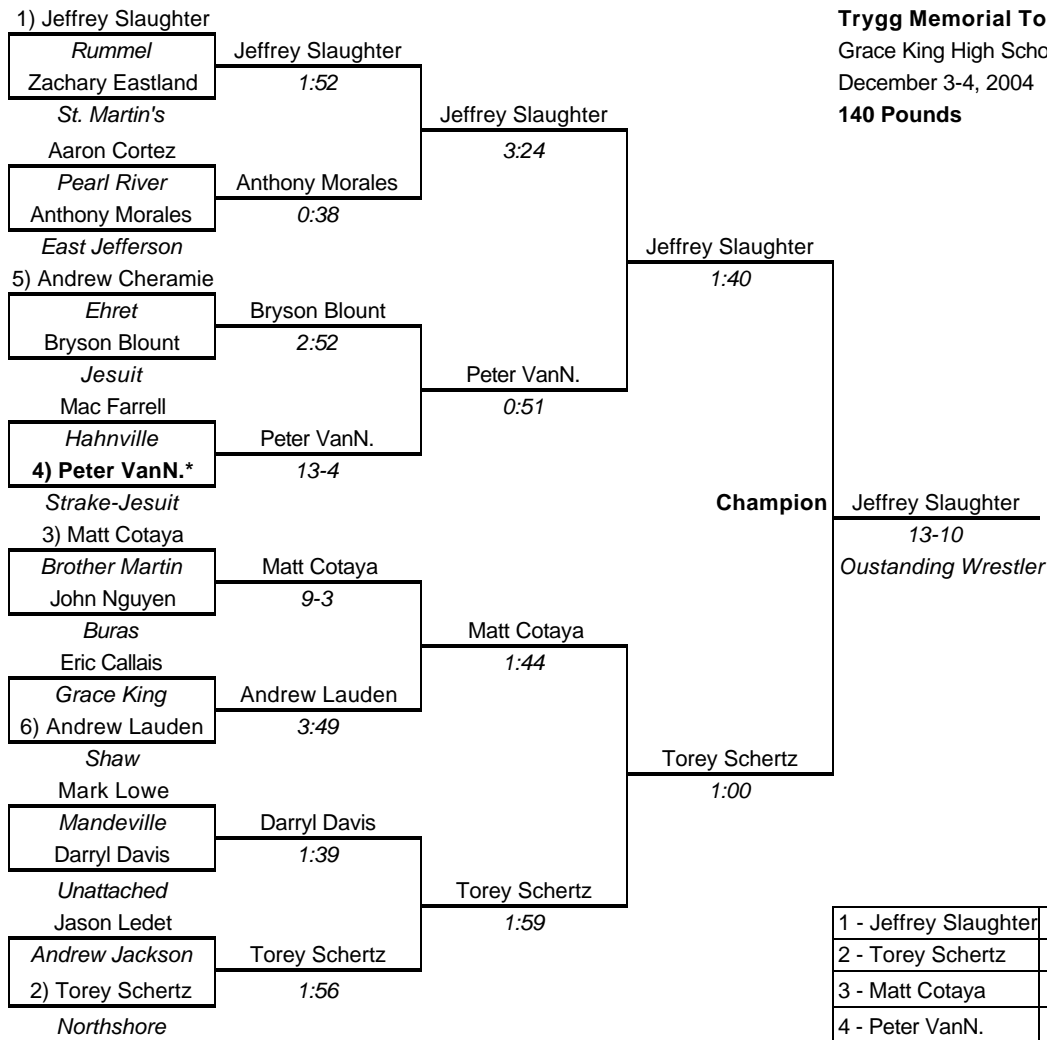 1) Jeffrey Slaughter
Trygg Memorial To
Rummel
Jeffrey Slaughter
Grace King High Scho
Zachary Eastland
1:52
December 3-4, 2004
St. Martin's
Jeffrey Slaughter
140 Pounds
Aaron Cortez
3:24
Pearl River
Anthony Morales
Anthony Morales
0:38
East Jefferson
Jeffrey Slaughter
5) Andrew Cheramie
1:40
Ehret
Bryson Blount
Bryson Blount
2:52
Jesuit
Peter VanN.
Mac Farrell
0:51
Hahnville
Peter VanN.
4) Peter VanN.*
13-4
Strake-Jesuit
Champion
Jeffrey Slaughter
3) Matt Cotaya
13-10
Brother Martin
Matt Cotaya
Oustanding Wrestler
John Nguyen
9-3
Buras
Matt Cotaya
Eric Callais
1:44
Grace King
Andrew Lauden
6) Andrew Lauden
3:49
Shaw
Torey Schertz
Mark Lowe
1:00
Mandeville
Darryl Davis
Darryl Davis
1:39
Unattached
Torey Schertz
Jason Ledet
1:59
1 - Jeffrey Slaughter
Andrew Jackson
Torey Schertz
2 - Torey Schertz
2) Torey Schertz
1:56
3 - Matt Cotaya
Northshore
4 - Peter VanN.